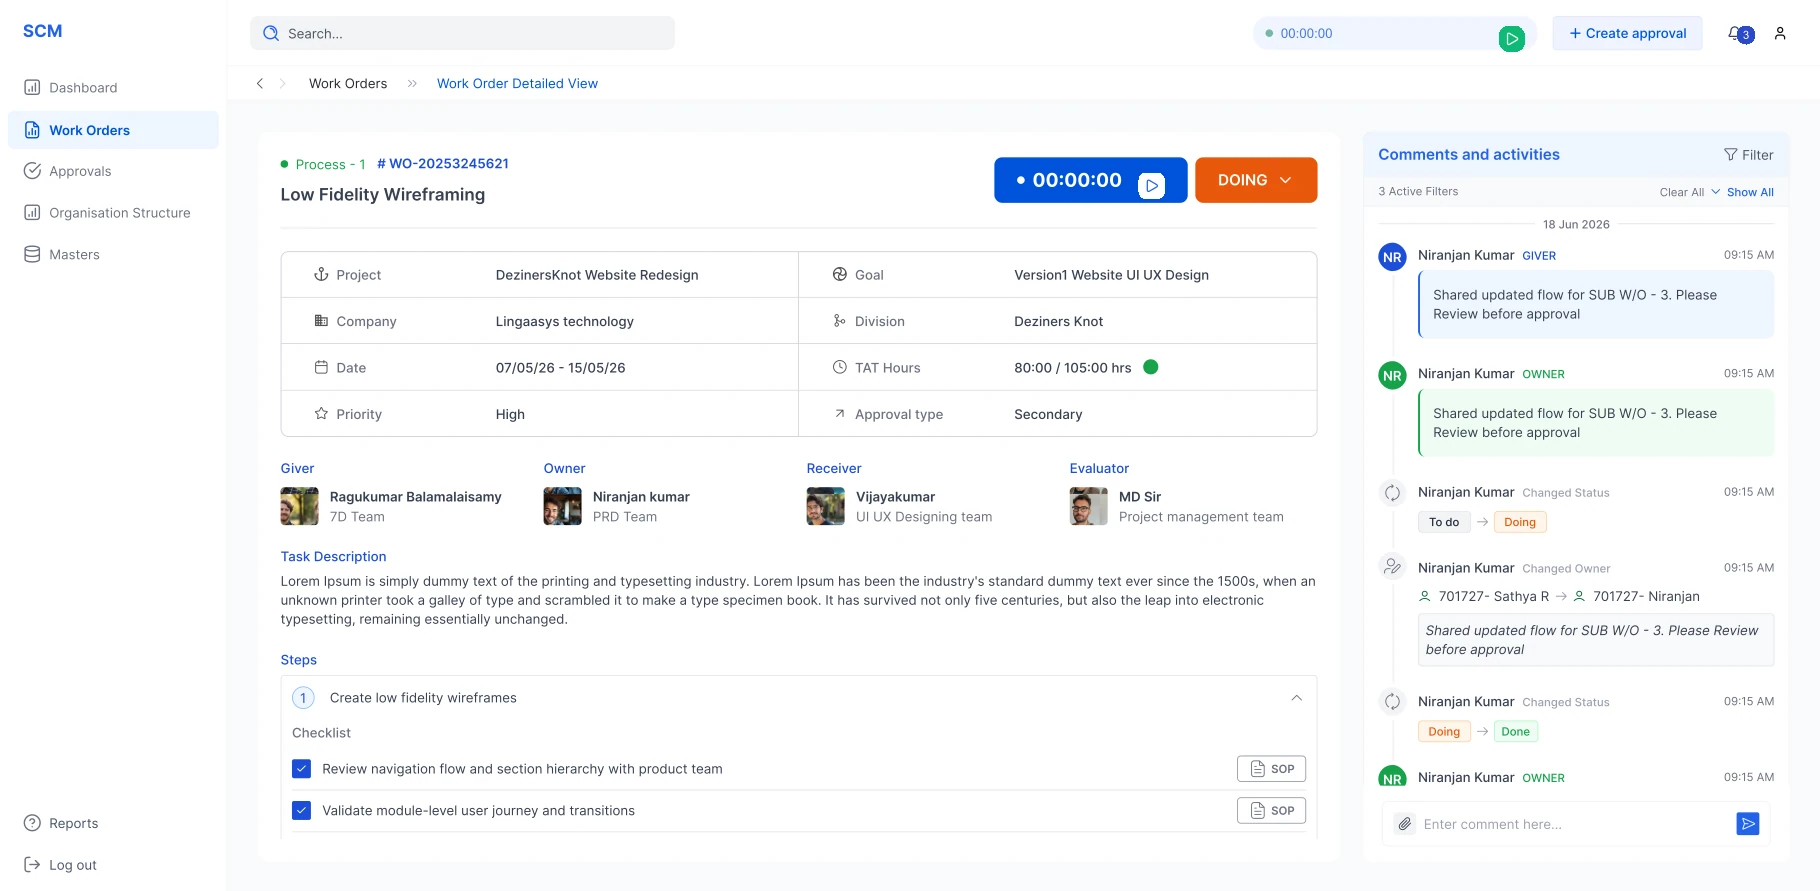 SCM
Search...
00:00:00
+ Create approval
3
Dashboard
Work Orders
Approvals
Organisation Structure
Masters
Reports
Log out
Work Orders
Work Order Detailed View
Process - 1 # WO-20253245621
Low Fidelity Wireframing
00:00:00
DOING
Project DezinersKnot Website Redesign
Goal Version1 Website UI UX Design
Company Lingaasys technology
Division Deziners Knot
Date 07/05/26 - 15/05/26
TAT Hours 80:00 / 105:00 hrs
Priority High
Approval type Secondary
Giver
Ragukumar Balamalaisamy
7D Team
Owner
Niranjan kumar
PRD Team
Receiver
Vijayakumar
UI UX Designing team
Evaluator
MD Sir
Project management team
Task Description
Lorem Ipsum is simply dummy text of the printing and typesetting industry. Lorem Ipsum has been the industry's standard dummy text ever since the 1500s, when an
unknown printer took a galley of type and scrambled it to make a type specimen book. It has survived not only five centuries, but also the leap into electronic
typesetting, remaining essentially unchanged.
Steps
1 Create low fidelity wireframes
Checklist
Review navigation flow and section hierarchy with product team SOP
Validate module-level user journey and transitions SOP
Comments and activities Filter
3 Active Filters Clear All Show All
18 Jun 2026
NR Niranjan Kumar GIVER 09:15 AM
Shared updated flow for SUB W/O - 3. Please
Review before approval
NR Niranjan Kumar OWNER 09:15 AM
Shared updated flow for SUB W/O - 3. Please
Review before approval
Niranjan Kumar Changed Status 09:15 AM
To do → Doing
Niranjan Kumar Changed Owner 09:15 AM
701727- Sathya R → 701727- Niranjan
Shared updated flow for SUB W/O - 3. Please Review
before approval
Niranjan Kumar Changed Status 09:15 AM
Doing → Done
NR Niranjan Kumar OWNER 09:15 AM
Enter comment here...